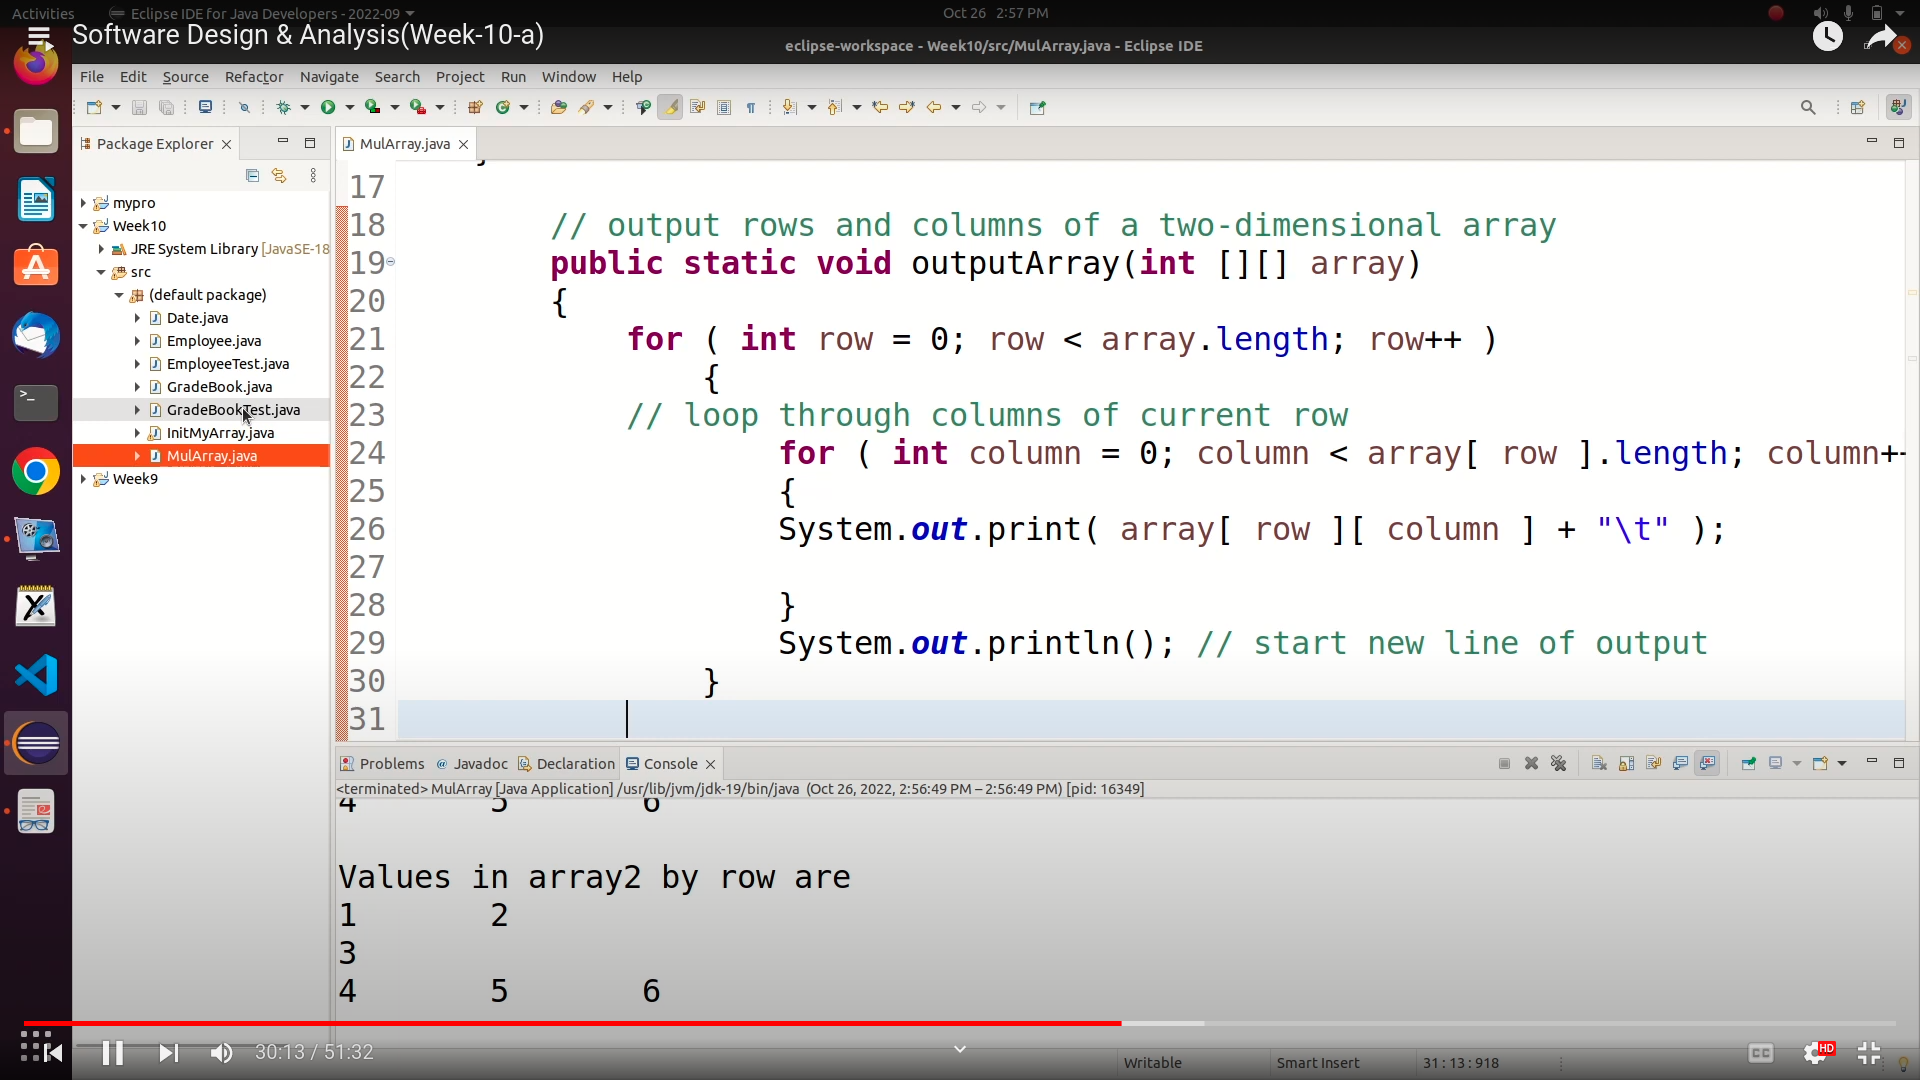 Activities
Eclipse IDE for Java Developers - 2022-09
Oct 26 2:57 PM
Software Design & Analysis(Week-10-a)
eclipse-workspace - Week10/src/MulArray.java - Eclipse IDE
File Edit Source Refactor Navigate Search Project Run Window Help
Package Explorer
MulArray.java
mypro
Week10
JRE System Library [JavaSE-18
src
(default package)
Date.java
Employee.java
EmployeeTest.java
GradeBook.java
GradeBookTest.java
InitMyArray.java
MulArray.java
Week9
17
18 // output rows and columns of a two-dimensional array
19 public static void outputArray(int [][] array)
20 {
21 for ( int row = 0; row < array.length; row++ )
22 {
23 // loop through columns of current row
24 for ( int column = 0; column < array[ row ].length; column+
25 {
26 System.out.print( array[ row ][ column ] + "\t" );
27
28 }
29 System.out.println(); // start new line of output
30 }
31
Problems @ Javadoc Declaration Console
<terminated> MulArray [Java Application] /usr/lib/jvm/jdk-19/bin/java (Oct 26, 2022, 2:56:49 PM – 2:56:49 PM) [pid: 16349]
4 5 6
Values in array2 by row are
1 2
3
4 5 6
30:13 / 51:32
CC
HD
Writable
Smart Insert
31 : 13 : 918